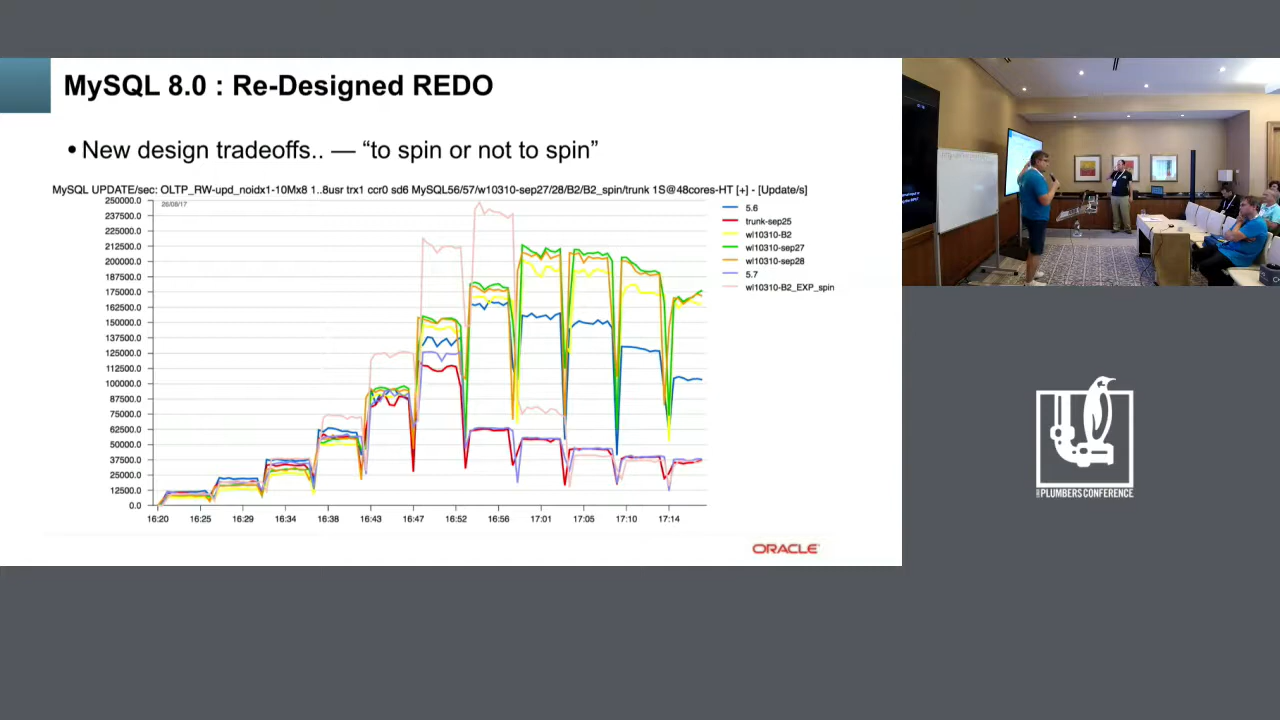 MySQL 8.0 : Re-Designed REDO
• New design tradeoffs.. — “to spin or not to spin”
MySQL UPDATE/sec: OLTP_RW-upd_noidx1-10Mx8 1..8usr trx1 ccr0 sd6 MySQL56/57/w10310-sep27/28/B2/B2_spin/trunk 1S@48cores-HT [+] - [Update/s]
26/09/17
250000.0
237500.0
225000.0
212500.0
200000.0
187500.0
175000.0
162500.0
150000.0
137500.0
125000.0
112500.0
100000.0
87500.0
75000.0
62500.0
50000.0
37500.0
25000.0
12500.0
0.0
16:20 16:25 16:29 16:34 16:38 16:43 16:47 16:52 16:56 17:01 17:05 17:10 17:14
5.6
trunk-sep25
wl10310-B2
wl10310-sep27
wl10310-sep28
5.7
wl10310-B2_EXP_spin
ORACLE
PLUMBERS CONFERENCE